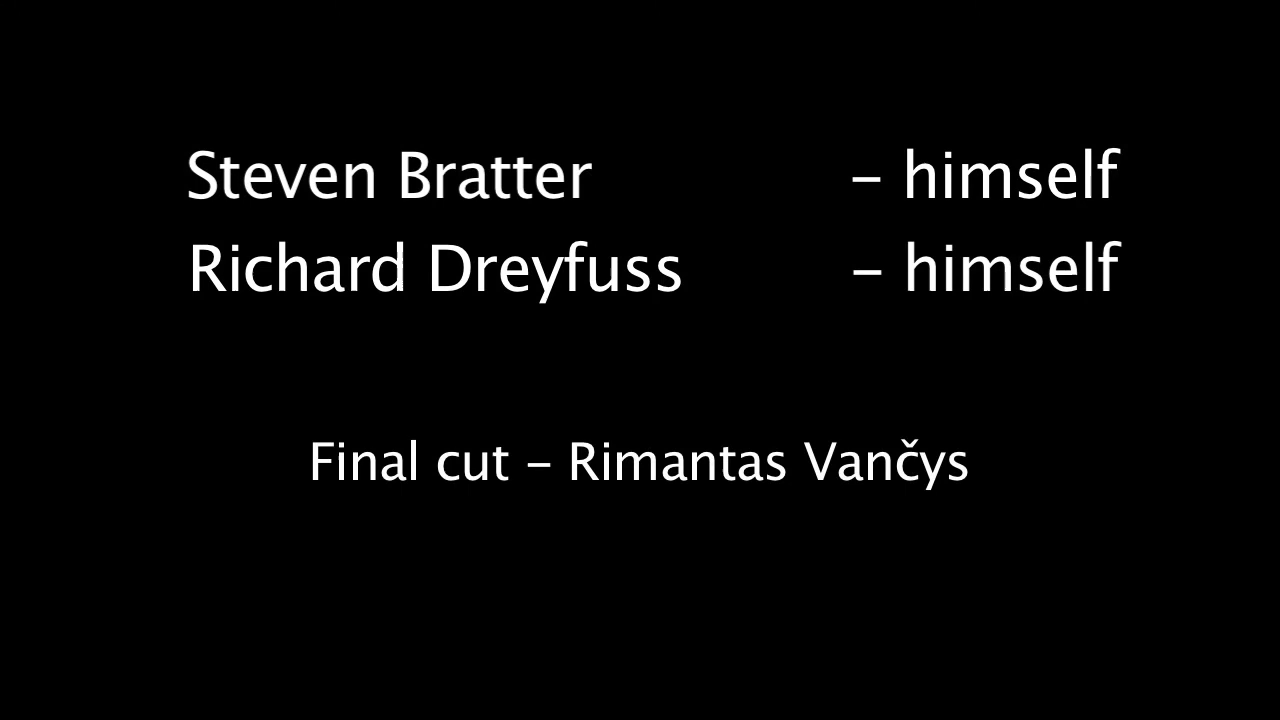 Steven Bratter – himself
Richard Dreyfuss – himself
Final cut – Rimantas Vančys